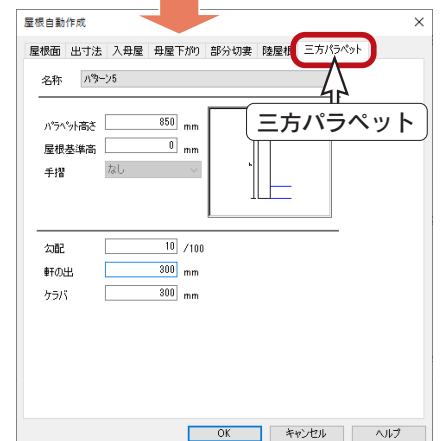 屋根自動作成
屋根面 出寸法 入母屋 母屋下がり 部分切妻 陸屋根 三方パラペット
名称 パターン5
三方パラペット
パラペット高さ 850 mm
屋根基準高 0 mm
手摺 なし
勾配 10 /100
軒の出 300 mm
ケラバ 300 mm
OK キャンセル ヘルプ